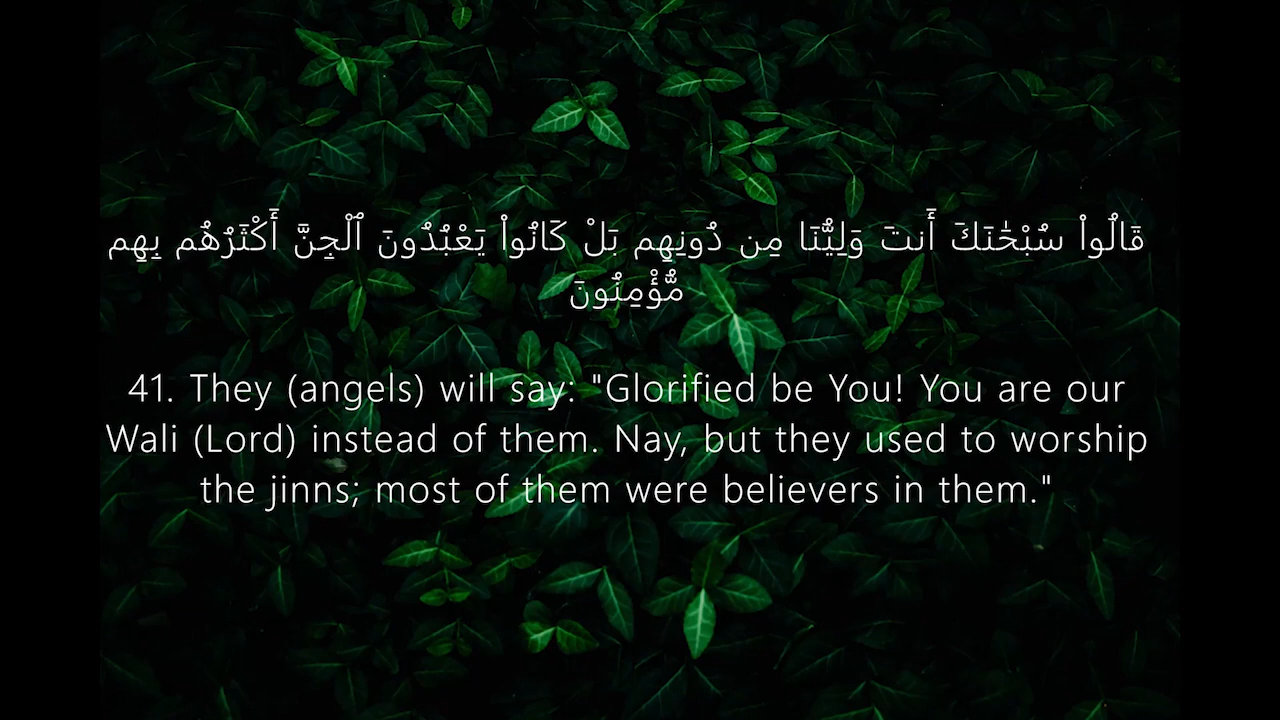 قَالُوا۟ سُبْحَٰنَكَ أَنتَ وَلِيُّنَا مِن دُونِهِم بَلْ كَانُوا۟ يَعْبُدُونَ ٱلْجِنَّ أَكْثَرُهُم بِهِم
مُّؤْمِنُونَ
41. They (angels) will say: "Glorified be You! You are our
Wali (Lord) instead of them. Nay, but they used to worship
the jinns; most of them were believers in them."